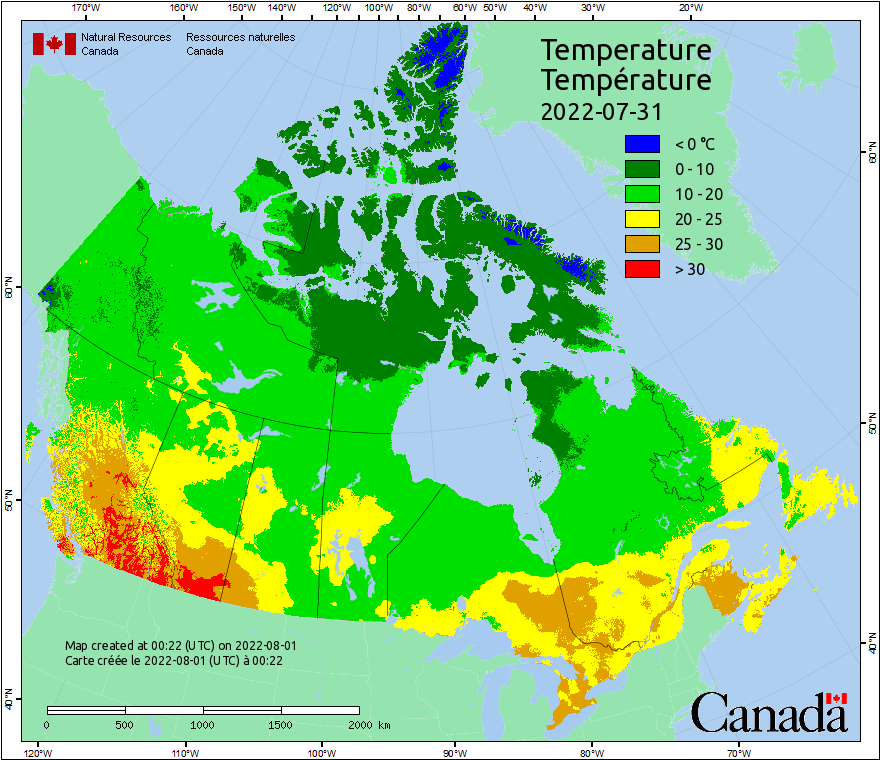 170°W 160°W 150°W 140°W 120°W 100°W 80°W 60°W 50°W 40°W 30°W 20°W
Natural Resources Ressources naturelles
Canada Canada
Temperature
Température
2022-07-31
< 0 °C
0 - 10
10 - 20
20 - 25
25 - 30
> 30
60°N
60°N
50°N
50°N
40°N
40°N
Map created at 00:22 (UTC) on 2022-08-01
Carte créée le 2022-08-01 (UTC) à 00:22
0 500 1000 1500 2000 km
Canada
120°W 110°W 100°W 90°W 80°W 70°W